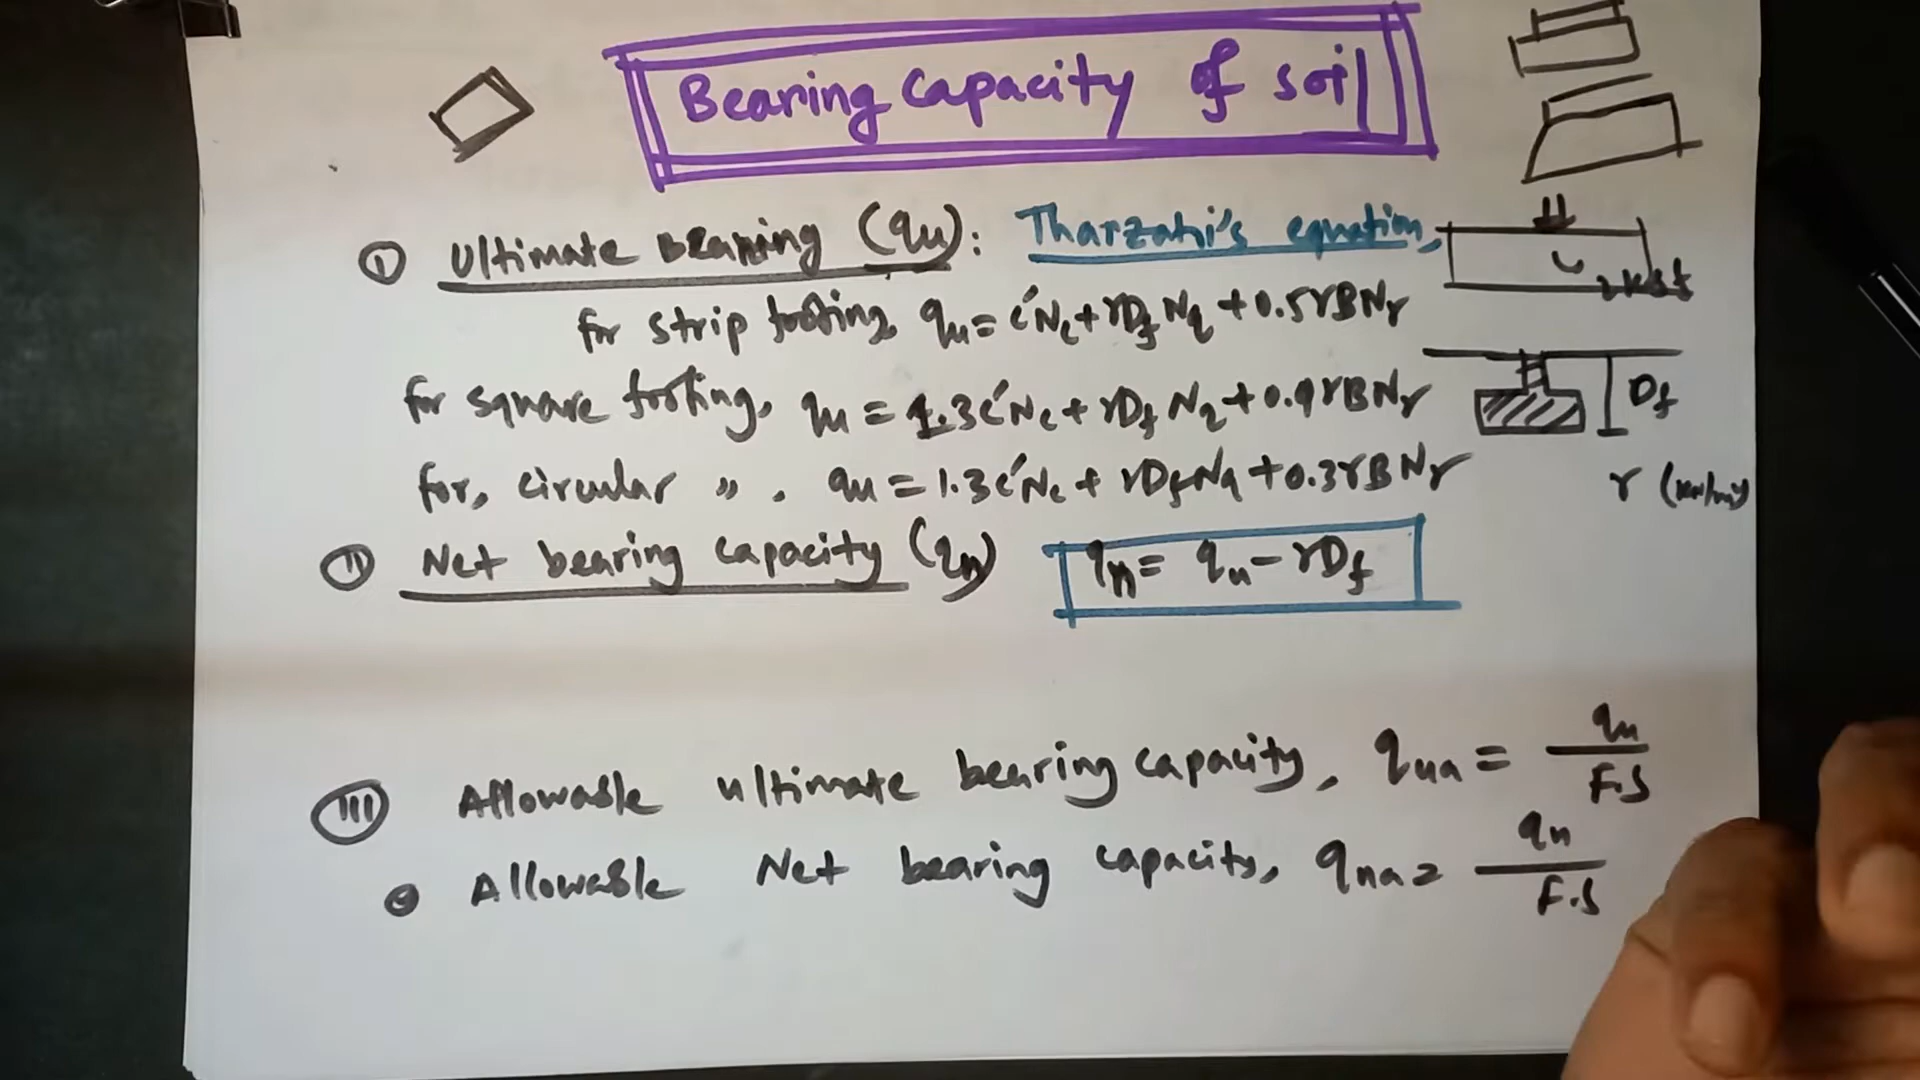 Bearing capacity of soil
① Ultimate Bearing (qu): Tharzahi's equation,
for strip footing, qu = c'Nc + γDf Nq + 0.5γBNγ
for square footing, qu = 1.3c'Nc + γDf Nq + 0.4γBNγ
for, circular 〃 , qu = 1.3c'Nc + γDf Nq + 0.3γBNγ
Df
γ (kN/m³)
② Net bearing capacity (qn) qn = qu - γDf
III Allowable ultimate bearing capacity, qua = qu / F.S
Allowable Net bearing capacity, qna = qn / F.S